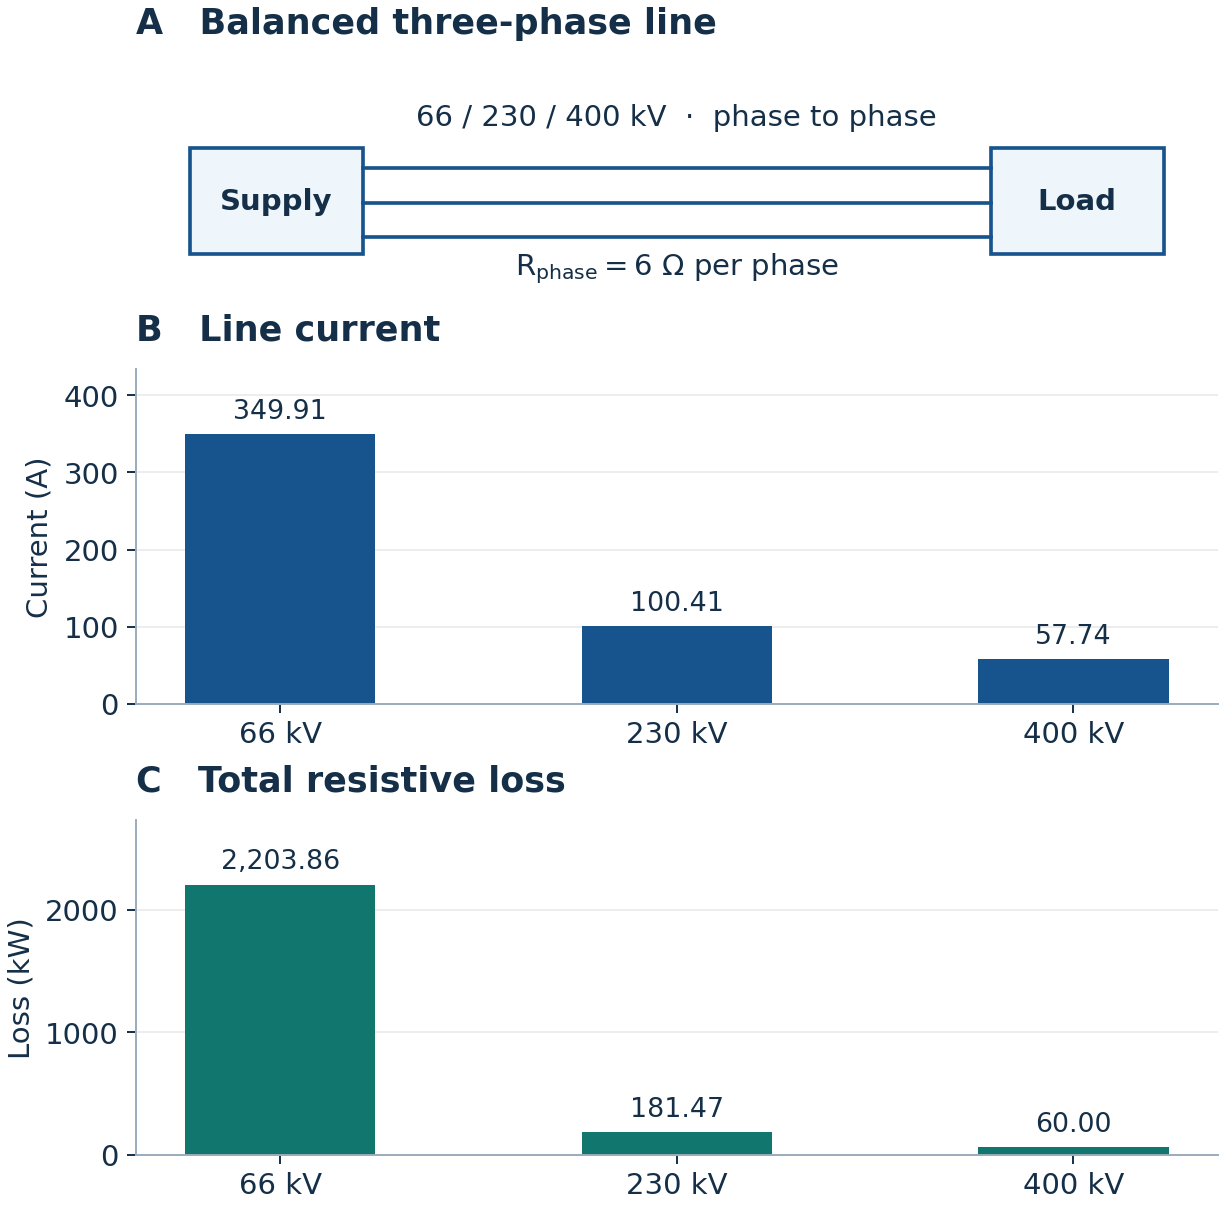 A Balanced three-phase line
66 / 230 / 400 kV · phase to phase
Supply
Load
Rphase = 6 Ω per phase
B Line current
Current (A)
400
300
200
100
0
349.91
100.41
57.74
66 kV
230 kV
400 kV
C Total resistive loss
Loss (kW)
2000
1000
0
2,203.86
181.47
60.00
66 kV
230 kV
400 kV